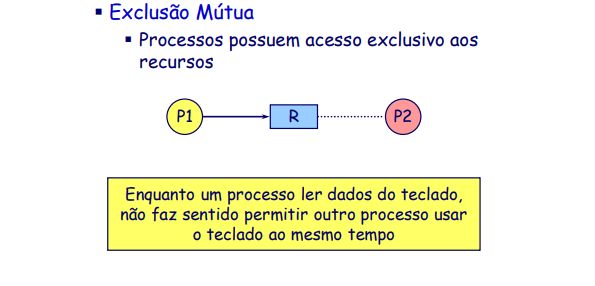 ▪ Exclusão Mútua
▪ Processos possuem acesso exclusivo aos
recursos
P1 R P2
Enquanto um processo ler dados do teclado,
não faz sentido permitir outro processo usar
o teclado ao mesmo tempo